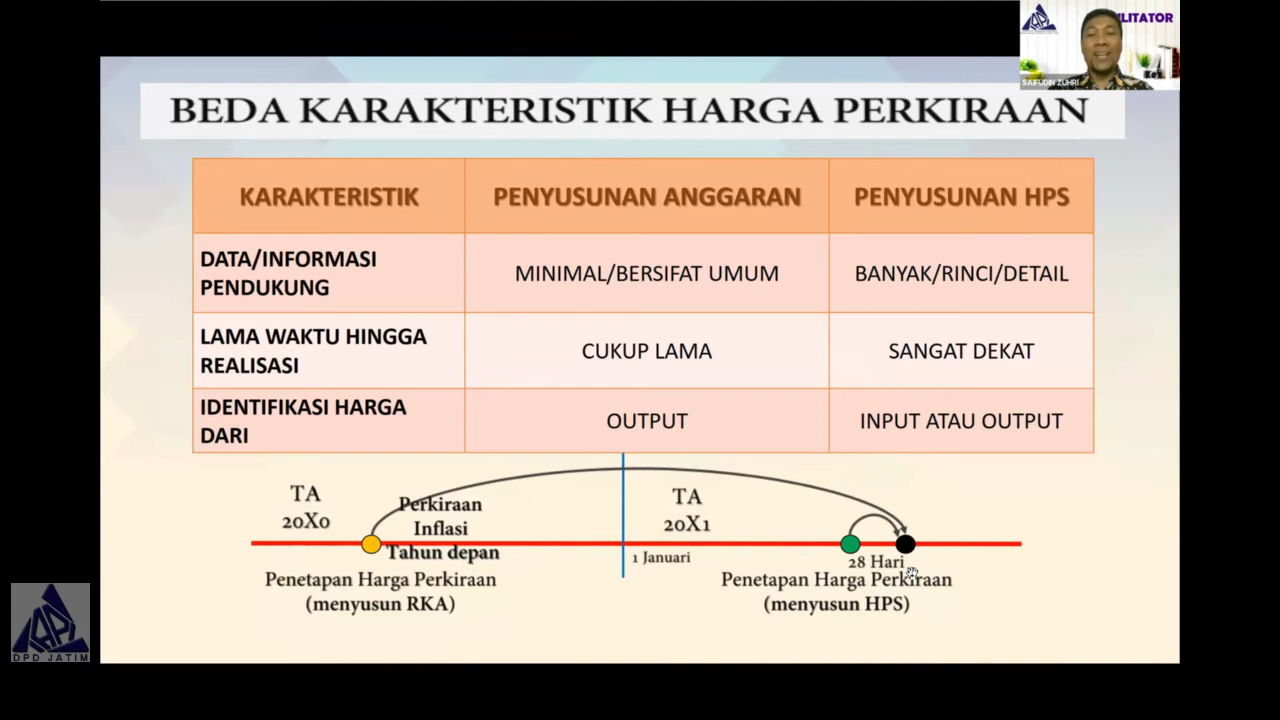 LITATOR
SAIFUDIN ZUHRI
BEDA KARAKTERISTIK HARGA PERKIRAAN
KARAKTERISTIK
PENYUSUNAN ANGGARAN
PENYUSUNAN HPS
DATA/INFORMASI
PENDUKUNG
MINIMAL/BERSIFAT UMUM
BANYAK/RINCI/DETAIL
LAMA WAKTU HINGGA
REALISASI
CUKUP LAMA
SANGAT DEKAT
IDENTIFIKASI HARGA
DARI
OUTPUT
INPUT ATAU OUTPUT
TA
20X0
Perkiraan
Inflasi
Tahun depan
TA
20X1
1 Januari
28 Hari
Penetapan Harga Perkiraan
(menyusun RKA)
Penetapan Harga Perkiraan
(menyusun HPS)
DPD JATIM